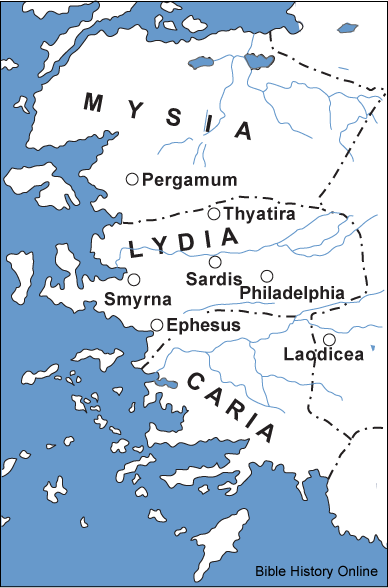 MYSIA
Pergamum
Thyatira
LYDIA
Sardis
Smyrna
Philadelphia
Ephesus
Laodicea
CARIA
Bible History Online